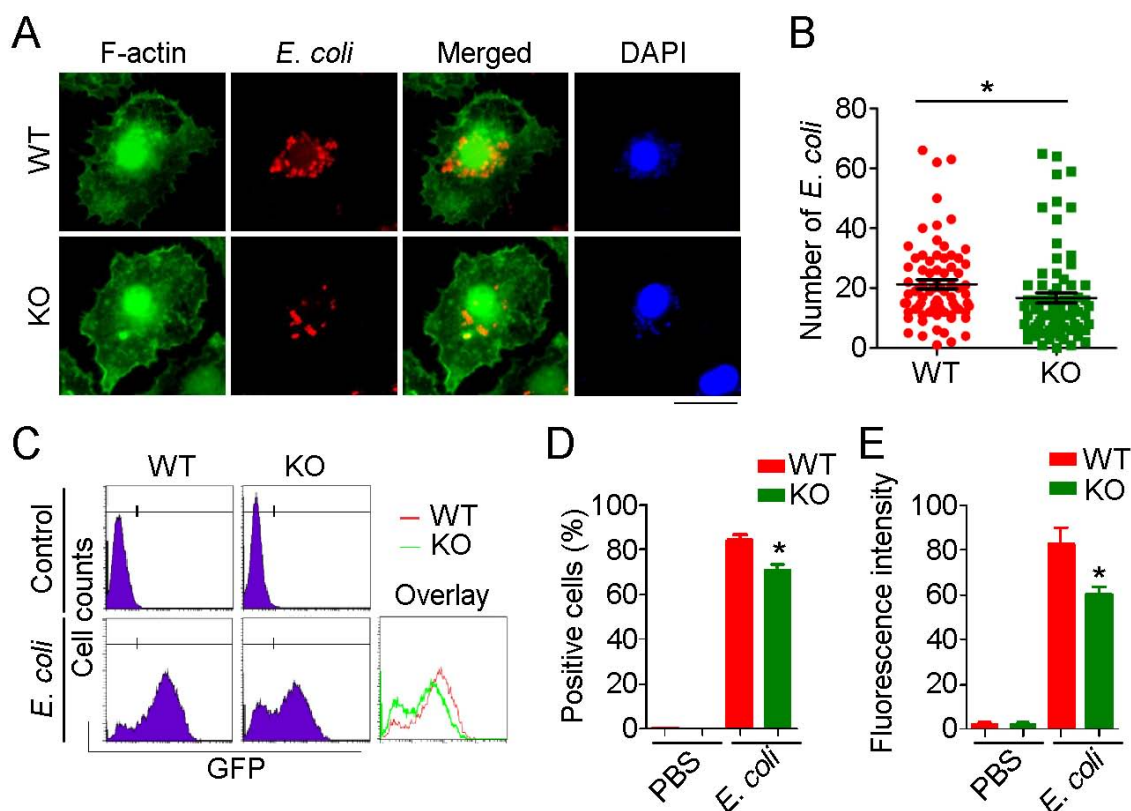 A
F-actin
E. coli
Merged
DAPI
WT
KO
B
*
Number of E. coli
80
60
40
20
0
WT
KO
C
WT
KO
Control
E. coli
Cell counts
GFP
WT
KO
Overlay
D
WT
KO
Positive cells (%)
100
80
60
40
20
0
*
PBS
E. coli
E
WT
KO
Fluorescence intensity
100
80
60
40
20
0
*
PBS
E. coli